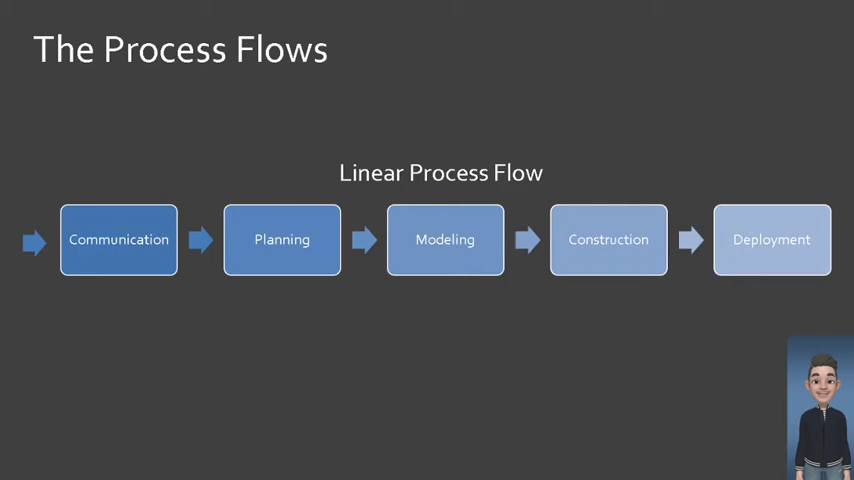 The Process Flows
Linear Process Flow
Communication
Planning
Modeling
Construction
Deployment